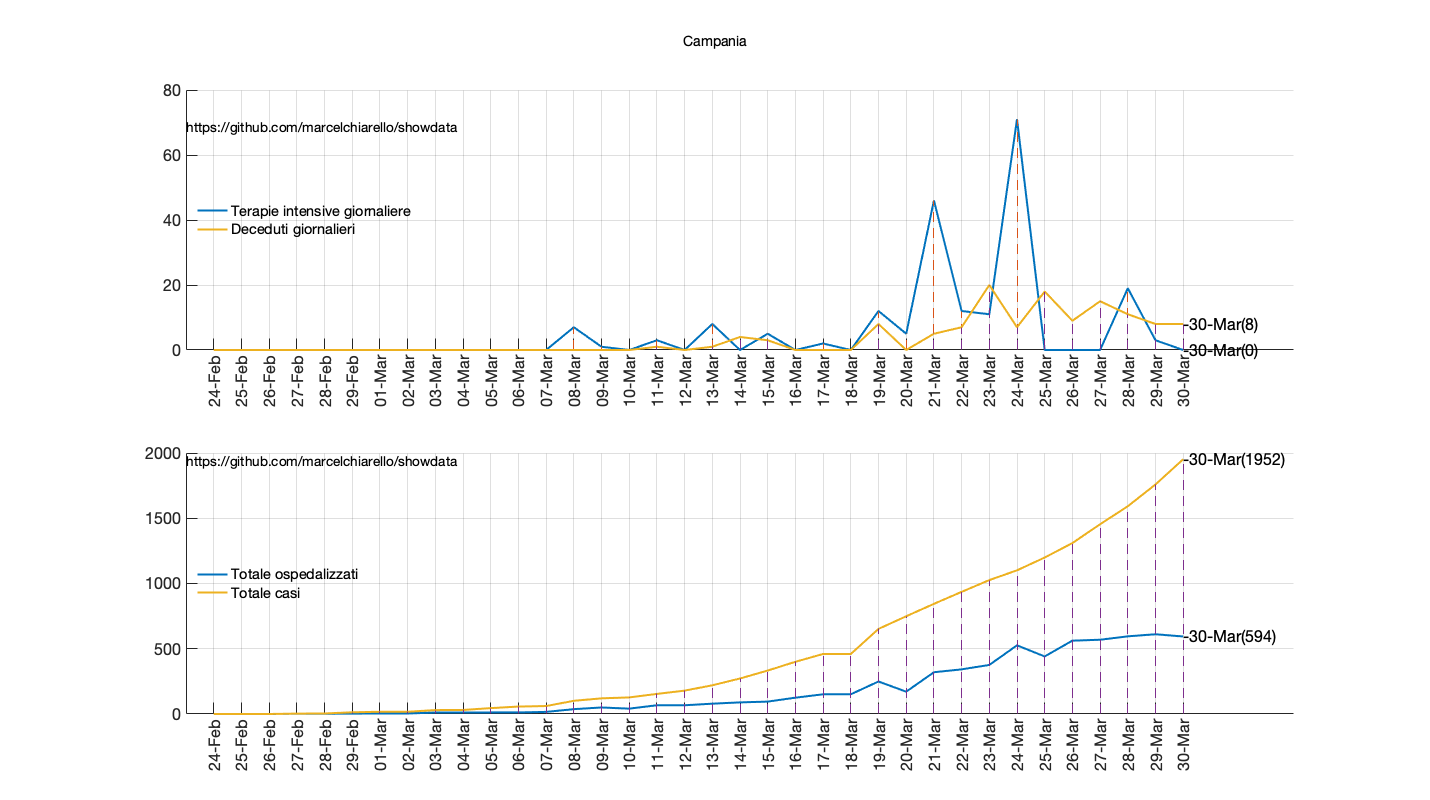 Campania
80
https://github.com/marcelchiarello/showdata
60
Terapie intensive giornaliere
40
Deceduti giornalieri
20
-30-Mar(8)
0
-30-Mar(0)
24-Feb 25-Feb 26-Feb 27-Feb 28-Feb 29-Feb 01-Mar 02-Mar 03-Mar 04-Mar 05-Mar 06-Mar 07-Mar 08-Mar 09-Mar 10-Mar 11-Mar 12-Mar 13-Mar 14-Mar 15-Mar 16-Mar 17-Mar 18-Mar 19-Mar 20-Mar 21-Mar 22-Mar 23-Mar 24-Mar 25-Mar 26-Mar 27-Mar 28-Mar 29-Mar 30-Mar
2000
https://github.com/marcelchiarello/showdata
-30-Mar(1952)
1500
Totale ospedalizzati
1000
Totale casi
500
-30-Mar(594)
0
24-Feb 25-Feb 26-Feb 27-Feb 28-Feb 29-Feb 01-Mar 02-Mar 03-Mar 04-Mar 05-Mar 06-Mar 07-Mar 08-Mar 09-Mar 10-Mar 11-Mar 12-Mar 13-Mar 14-Mar 15-Mar 16-Mar 17-Mar 18-Mar 19-Mar 20-Mar 21-Mar 22-Mar 23-Mar 24-Mar 25-Mar 26-Mar 27-Mar 28-Mar 29-Mar 30-Mar